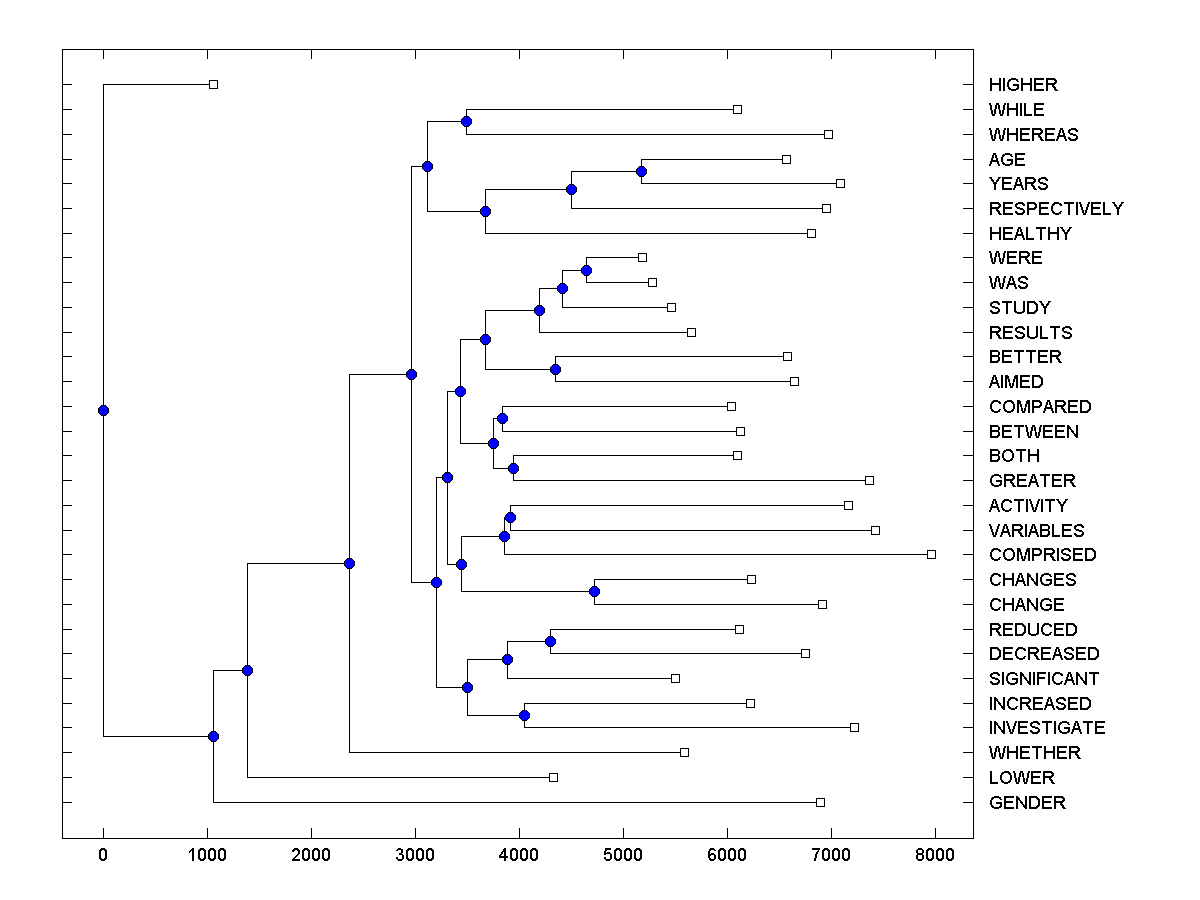 HIGHER
WHILE
WHEREAS
AGE
YEARS
RESPECTIVELY
HEALTHY
WERE
WAS
STUDY
RESULTS
BETTER
AIMED
COMPARED
BETWEEN
BOTH
GREATER
ACTIVITY
VARIABLES
COMPRISED
CHANGES
CHANGE
REDUCED
DECREASED
SIGNIFICANT
INCREASED
INVESTIGATE
WHETHER
LOWER
GENDER
0 1000 2000 3000 4000 5000 6000 7000 8000